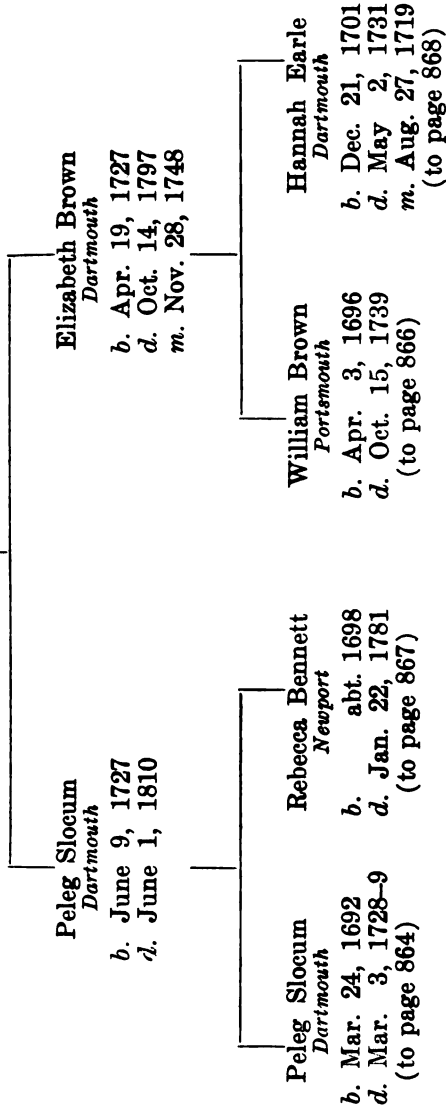 Peleg Slocum
Dartmouth
b. June 9, 1727
d. June 1, 1810
Elizabeth Brown
Dartmouth
b. Apr. 19, 1727
d. Oct. 14, 1797
m. Nov. 28, 1748
Peleg Slocum
Dartmouth
b. Mar. 24, 1692
d. Mar. 3, 1728–9
(to page 864)
Rebecca Bennett
Newport
b. abt. 1698
d. Jan. 22, 1781
(to page 867)
William Brown
Portsmouth
b. Apr. 3, 1696
d. Oct. 15, 1739
(to page 866)
Hannah Earle
Dartmouth
b. Dec. 21, 1701
d. May 2, 1731
m. Aug. 27, 1719
(to page 868)